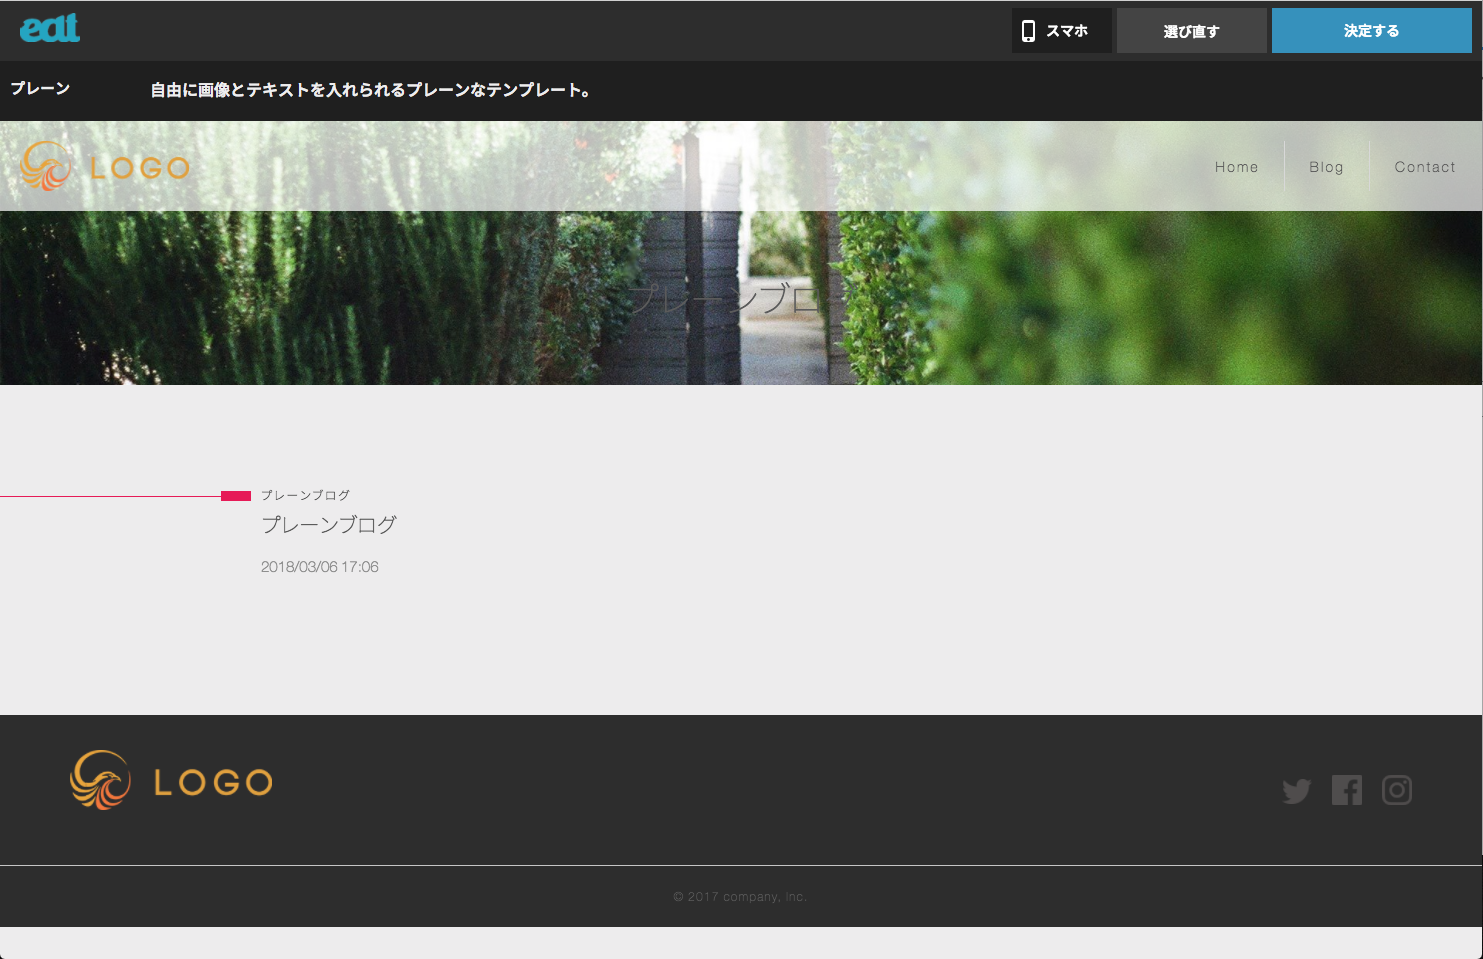 eat
スマホ
選び直す
決定する
プレーン
自由に画像とテキストを入れられるプレーンなテンプレート。
LOGO
Home
Blog
Contact
プレーンブロ
プレーンブログ
プレーンブログ
2018/03/06 17:06
LOGO
© 2017 company, Inc.